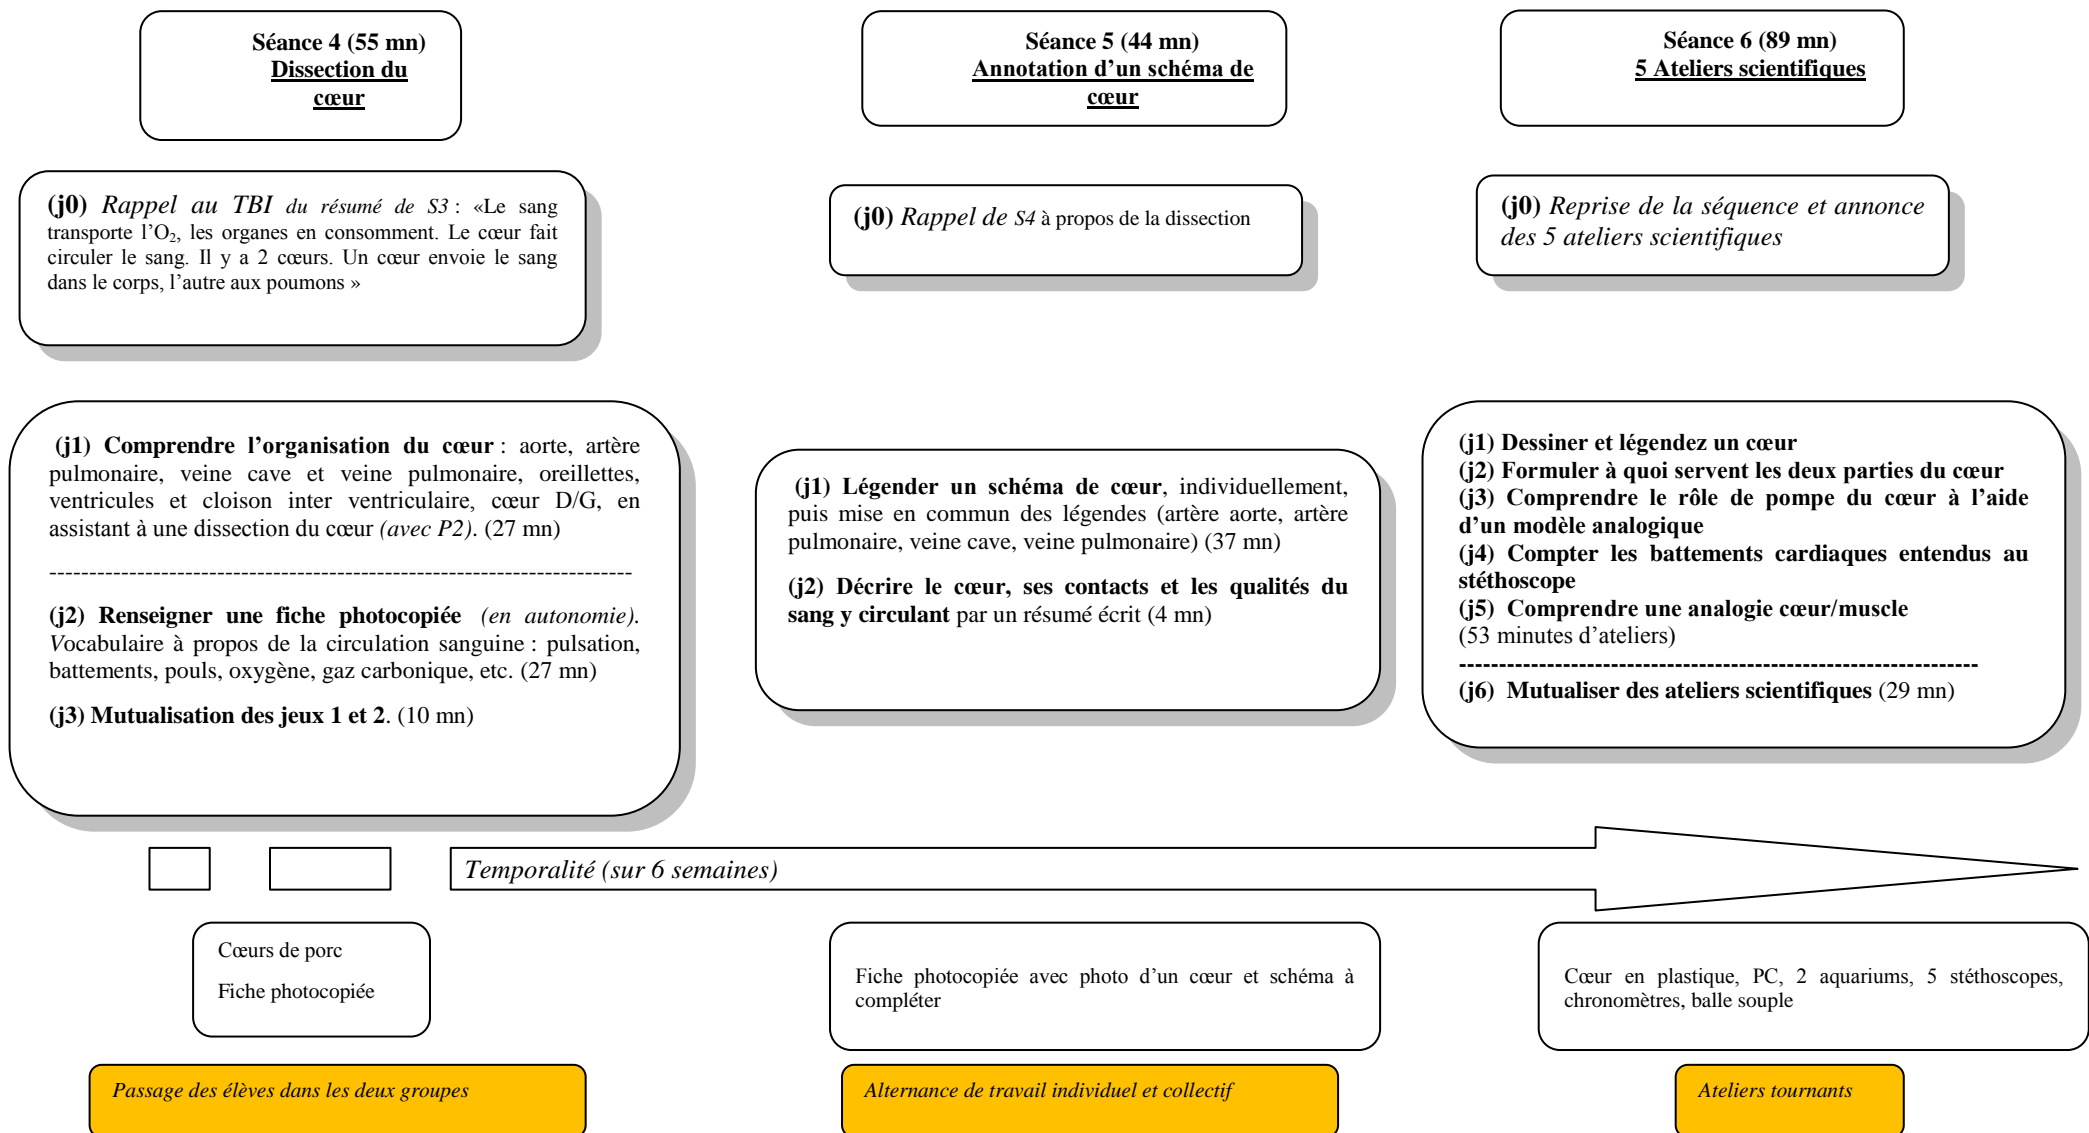 Séance 4 (55 mn)
Dissection du
cœur
Séance 5 (44 mn)
Annotation d’un schéma de
cœur
Séance 6 (89 mn)
5 Ateliers scientifiques
(j0) Rappel au TBI du résumé de S3 : «Le sang
transporte l’O₂, les organes en consomment. Le cœur fait
circuler le sang. Il y a 2 cœurs. Un cœur envoie le sang
dans le corps, l’autre aux poumons »
(j0) Rappel de S4 à propos de la dissection
(j0) Reprise de la séquence et annonce
des 5 ateliers scientifiques
(j1) Comprendre l’organisation du cœur : aorte, artère
pulmonaire, veine cave et veine pulmonaire, oreillettes,
ventricules et cloison inter ventriculaire, cœur D/G, en
assistant à une dissection du cœur (avec P2). (27 mn)
(j2) Renseigner une fiche photocopiée (en autonomie).
Vocabulaire à propos de la circulation sanguine : pulsation,
battements, pouls, oxygène, gaz carbonique, etc. (27 mn)
(j3) Mutualisation des jeux 1 et 2. (10 mn)
(j1) Légender un schéma de cœur, individuellement,
puis mise en commun des légendes (artère aorte, artère
pulmonaire, veine cave, veine pulmonaire) (37 mn)
(j2) Décrire le cœur, ses contacts et les qualités du
sang y circulant par un résumé écrit (4 mn)
(j1) Dessiner et légendez un cœur
(j2) Formuler à quoi servent les deux parties du cœur
(j3) Comprendre le rôle de pompe du cœur à l’aide
d’un modèle analogique
(j4) Compter les battements cardiaques entendus au
stéthoscope
(j5) Comprendre une analogie cœur/muscle
(53 minutes d’ateliers)
(j6) Mutualiser des ateliers scientifiques (29 mn)
Temporalité (sur 6 semaines)
Cœurs de porc
Fiche photocopiée
Fiche photocopiée avec photo d’un cœur et schéma à
compléter
Cœur en plastique, PC, 2 aquariums, 5 stéthoscopes,
chronomètres, balle souple
Passage des élèves dans les deux groupes
Alternance de travail individuel et collectif
Ateliers tournants